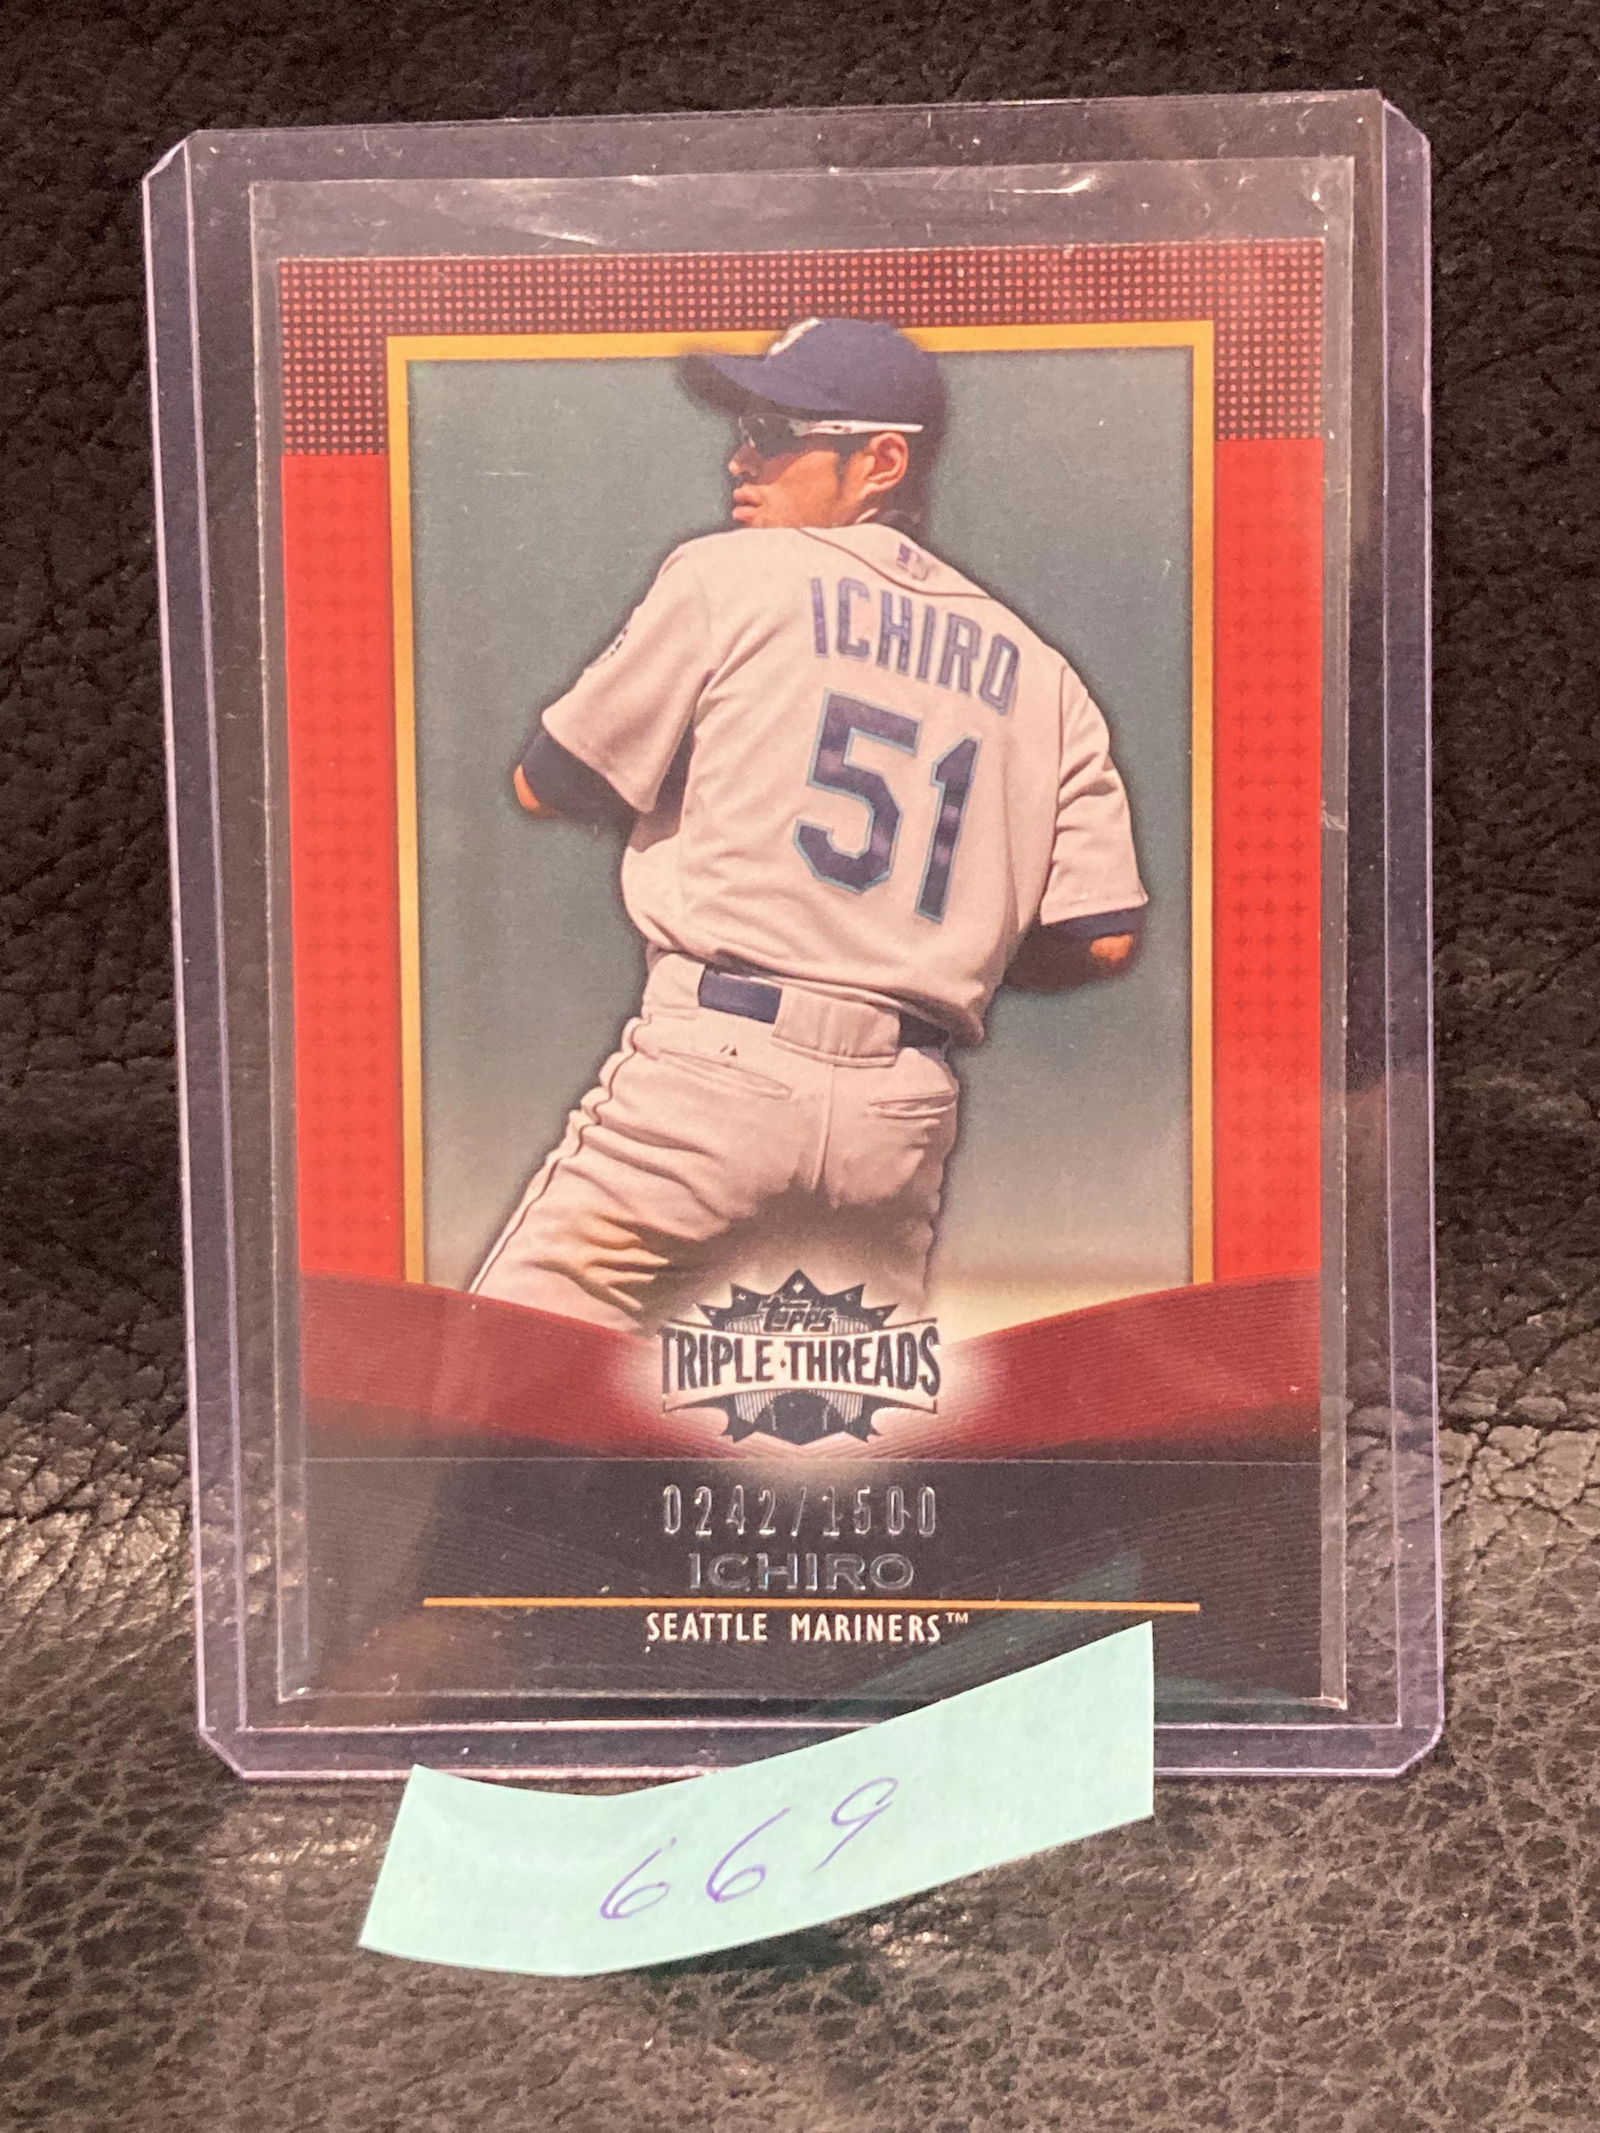 ICHIRO
51
Topps
TRIPLE·THREADS
0242/1500
ICHIRO
SEATTLE MARINERS™
669